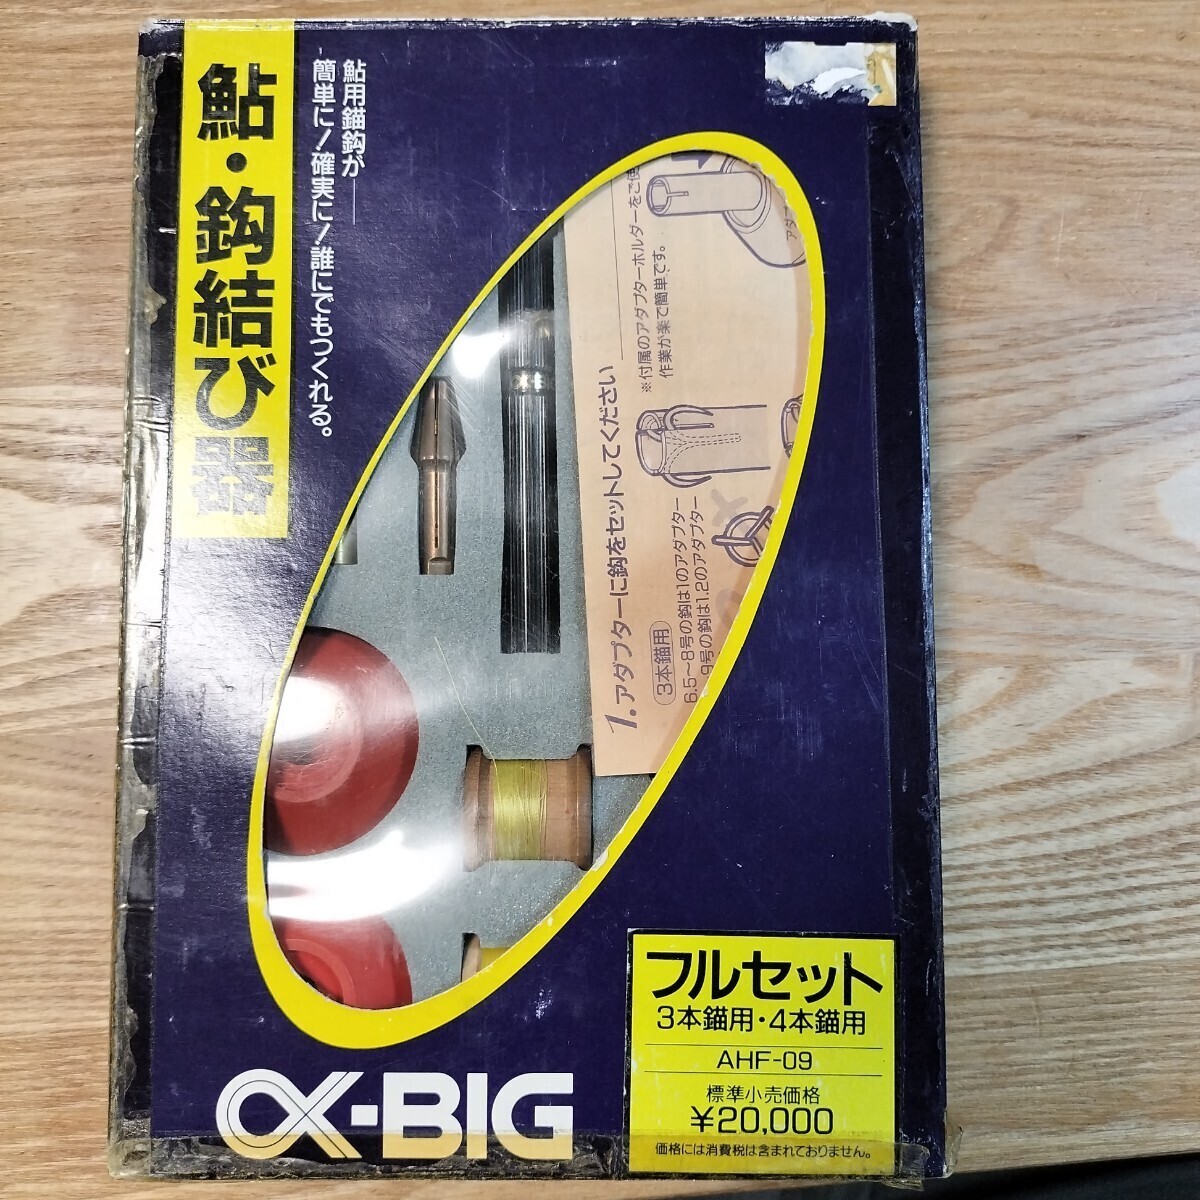 鮎・鈎結び器
鮎用錨鈎が──
簡単に!確実に!誰にでもつくれる。
※付属のアダプターホルダーをご使
作業が楽で簡単です。
1.アダプターに鈎をセットしてください
3本錨用
6.5〜8号の鈎は1のアダプター
9号の鈎は1.2のアダプター
フルセット
3本錨用・4本錨用
AHF-09
標準小売価格
¥20,000
価格には消費税は含まれておりません。
α-BIG